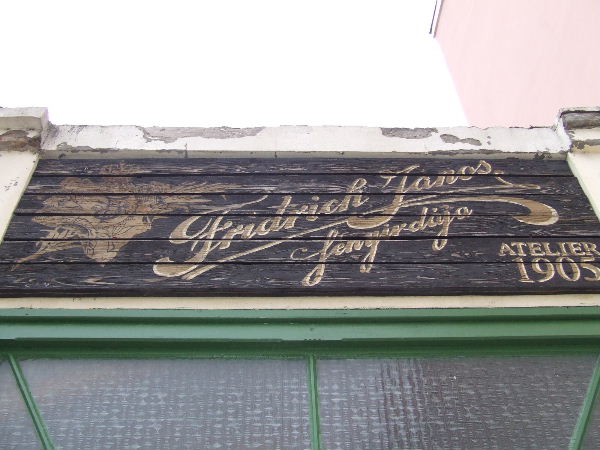 Fridrich János
fényirdája
ATELIER
1905